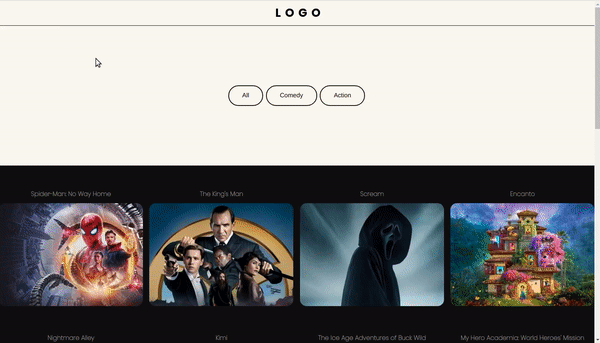 LOGO
All Comedy Action
Spider-Man: No Way Home The King's Man Scream Encanto
Nightmare Alley Kimi The Ice Age Adventures of Buck Wild My Hero Academia: World Heroes' Mission